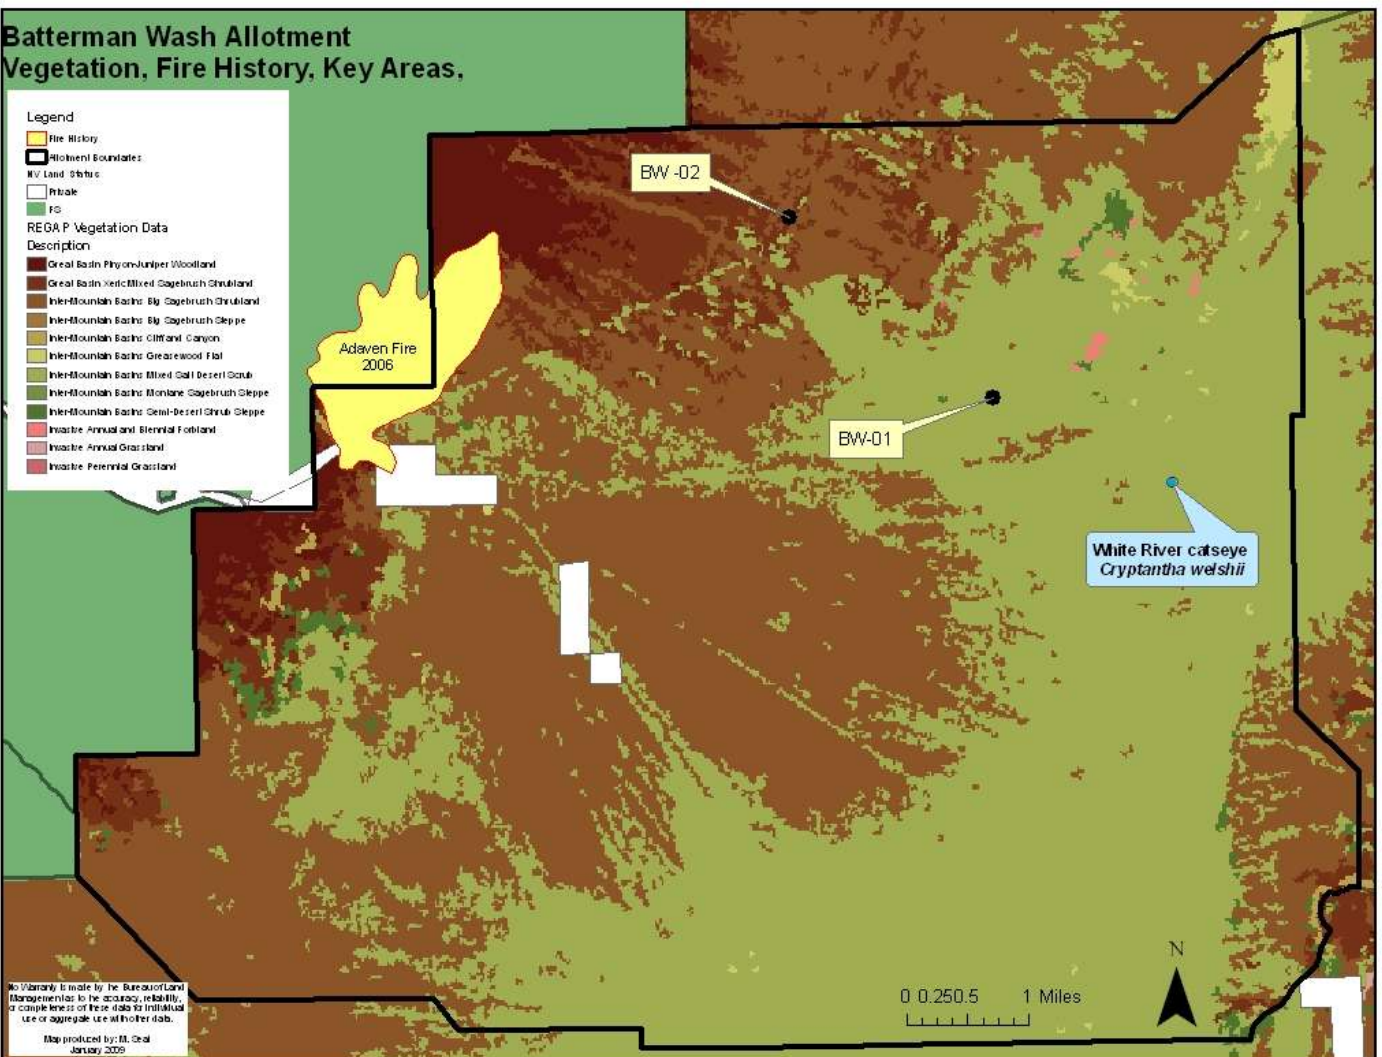 Batterman Wash Allotment
Vegetation, Fire History, Key Areas,
Legend
Fire History
Allotment Boundaries
NV Land Status
Private
FS
REGAP Vegetation Data
Description
Great Basin Pinyon-Juniper Woodland
Great Basin Xeric Mixed Sagebrush Shrubland
Inter-Mountain Basins Big Sagebrush Shrubland
Inter-Mountain Basins Big Sagebrush Steppe
Inter-Mountain Basins Cliff and Canyon
Inter-Mountain Basins Greasewood Flat
Inter-Mountain Basins Mixed Salt Desert Scrub
Inter-Mountain Basins Montane Sagebrush Steppe
Inter-Mountain Basins Semi-Desert Shrub Steppe
Invasive Annual and Biennial Forbland
Invasive Annual Grassland
Invasive Perennial Grassland
BW -02
Adaven Fire
2006
BW-01
White River catseye
Cryptantha welshii
N
0 0.250.5 1 Miles
No Warranty is made by the Bureau of Land
Management as to the accuracy, reliability,
or completeness of these data for individual
use or aggregate use with other data.
Map produced by: M. Seal
January 2009